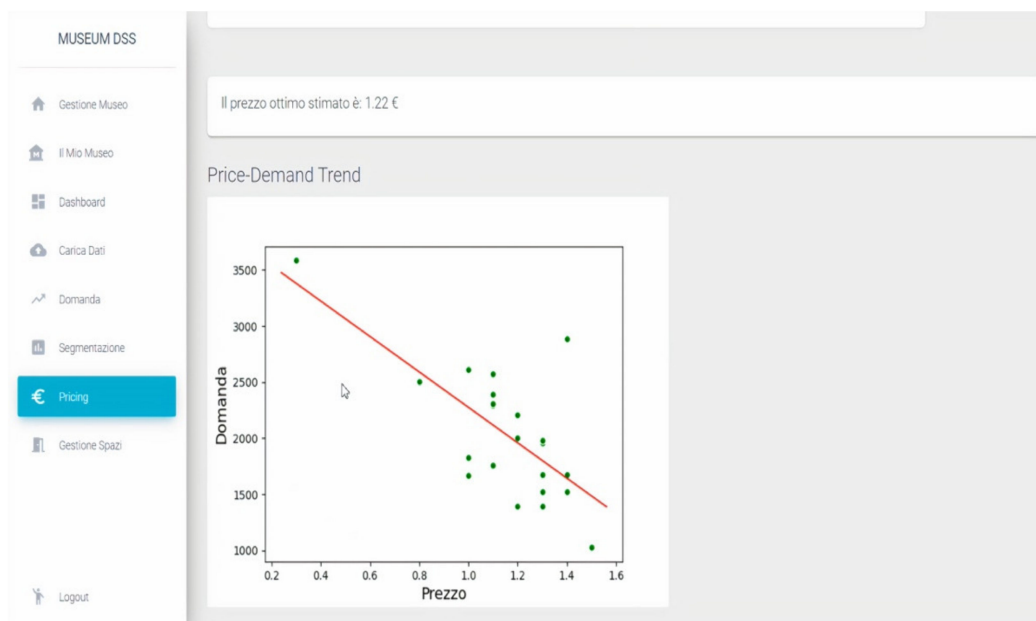 MUSEUM DSS
Gestione Museo
Il Mio Museo
Dashboard
Carica Dati
Domanda
Segmentazione
€ Pricing
Gestione Spazi
Logout
Il prezzo ottimo stimato è: 1.22 €
Price-Demand Trend
Domanda
3500
3000
2500
2000
1500
1000
0.2 0.4 0.6 0.8 1.0 1.2 1.4 1.6
Prezzo